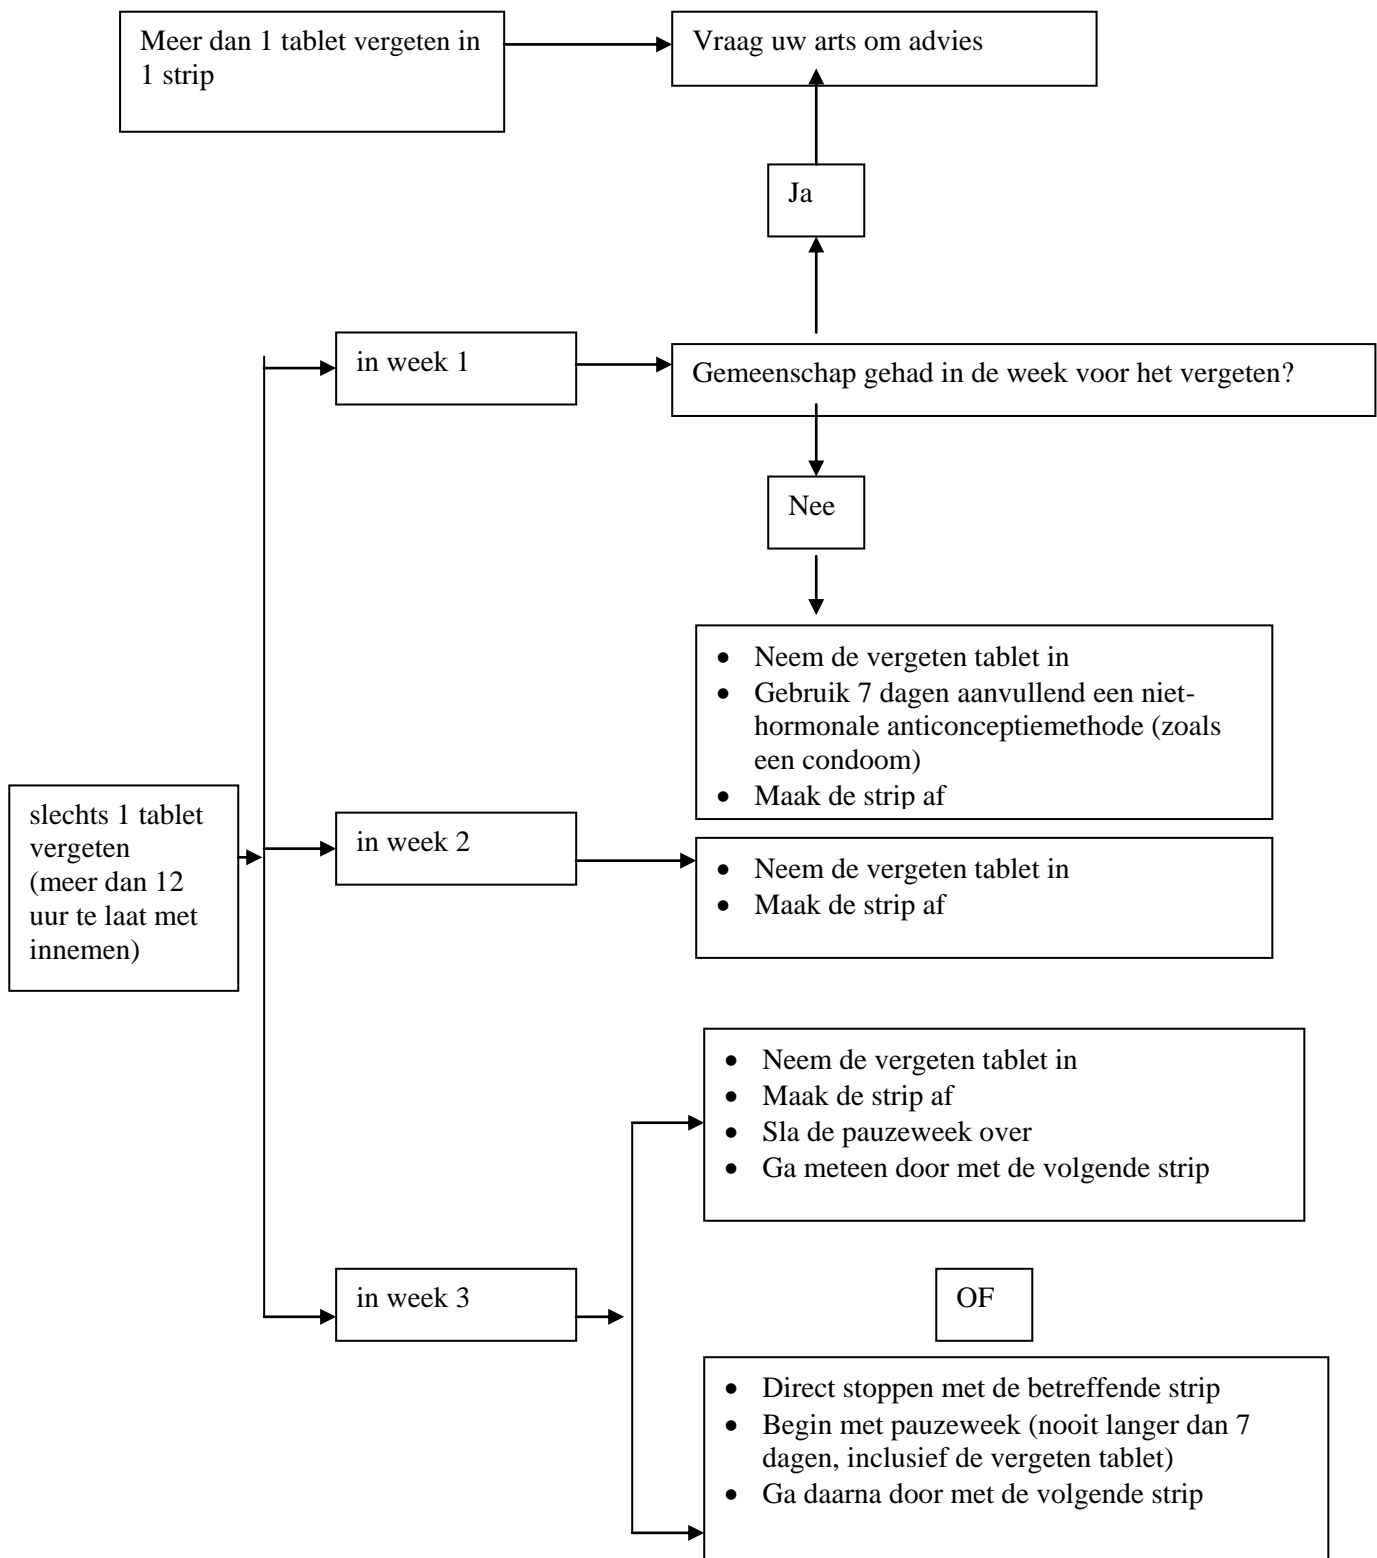 Meer dan 1 tablet vergeten in
1 strip
Vraag uw arts om advies
Ja
in week 1
Gemeenschap gehad in de week voor het vergeten?
Nee
• Neem de vergeten tablet in
• Gebruik 7 dagen aanvullend een niet-
hormonale anticonceptiemethode (zoals
een condoom)
• Maak de strip af
slechts 1 tablet
vergeten
(meer dan 12
uur te laat met
innemen)
in week 2
• Neem de vergeten tablet in
• Maak de strip af
• Neem de vergeten tablet in
• Maak de strip af
• Sla de pauzeweek over
• Ga meteen door met de volgende strip
in week 3
OF
• Direct stoppen met de betreffende strip
• Begin met pauzeweek (nooit langer dan 7
dagen, inclusief de vergeten tablet)
• Ga daarna door met de volgende strip